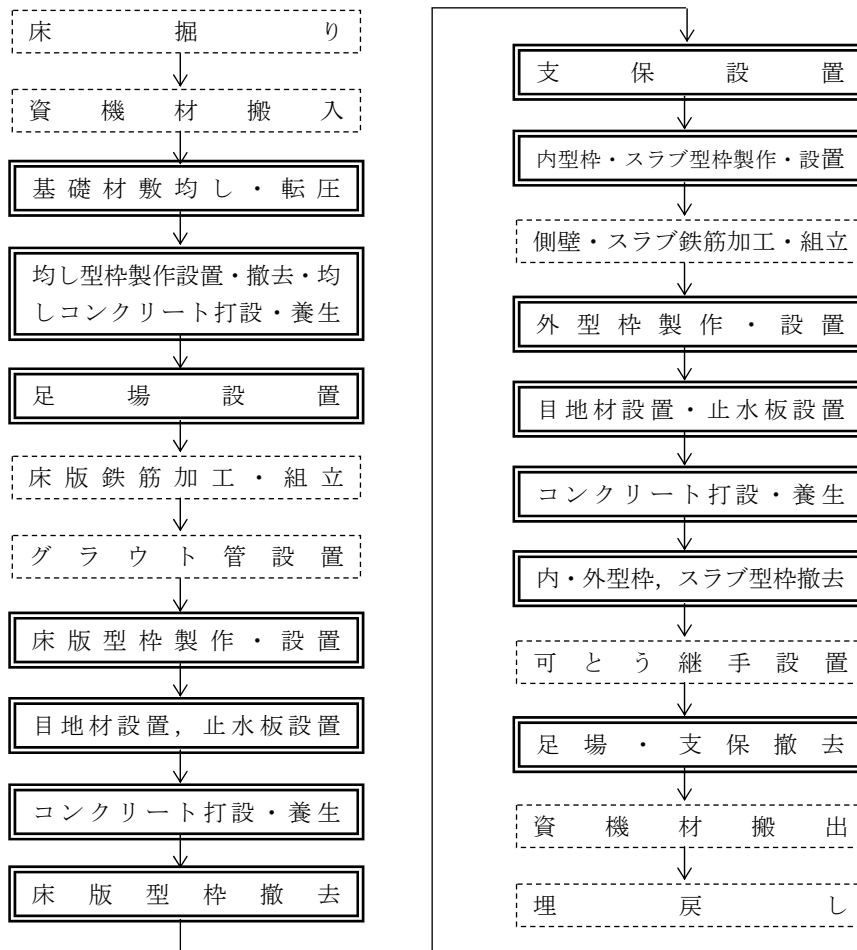 床掘り
資機材搬入
基礎材敷均し・転圧
均し型枠製作設置・撤去・均
しコンクリート打設・養生
足場設置
床版鉄筋加工・組立
グラウト管設置
床版型枠製作・設置
目地材設置，止水板設置
コンクリート打設・養生
床版型枠撤去
支保設置
内型枠・スラブ型枠製作・設置
側壁・スラブ鉄筋加工・組立
外型枠製作・設置
目地材設置・止水板設置
コンクリート打設・養生
内・外型枠，スラブ型枠撤去
可とう継手設置
足場・支保撤去
資機材搬出
埋戻し